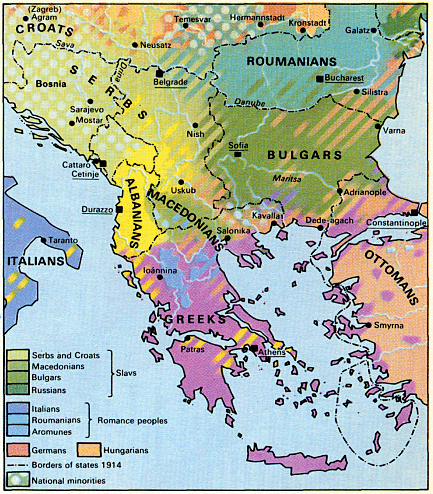 (Zagreb)
Agram
CROATS
Sava
Temesvar
Hermannstadt
Kronstadt
Galatz
Neusatz
Drina
Belgrade
ROUMANIANS
Bucharest
Silistra
Bosnia
SERBS
Danube
Sarajevo
Mostar
Nish
Sofia
BULGARS
Varna
Cattaro
Cetinje
Uskub
Maritsa
Adrianople
ALBANIANS
MACEDONIANS
Durazzo
Kavalla
Constantinople
Salonika
Dede-agach
Taranto
ITALIANS
Ioánnina
OTTOMANS
GREEKS
Smyrna
Patras
Athens
Serbs and Croats
Macedonians
Bulgars
Russians
Slavs
Italians
Roumanians
Aromunes
Romance peoples
Germans
Hungarians
Borders of states 1914
National minorities